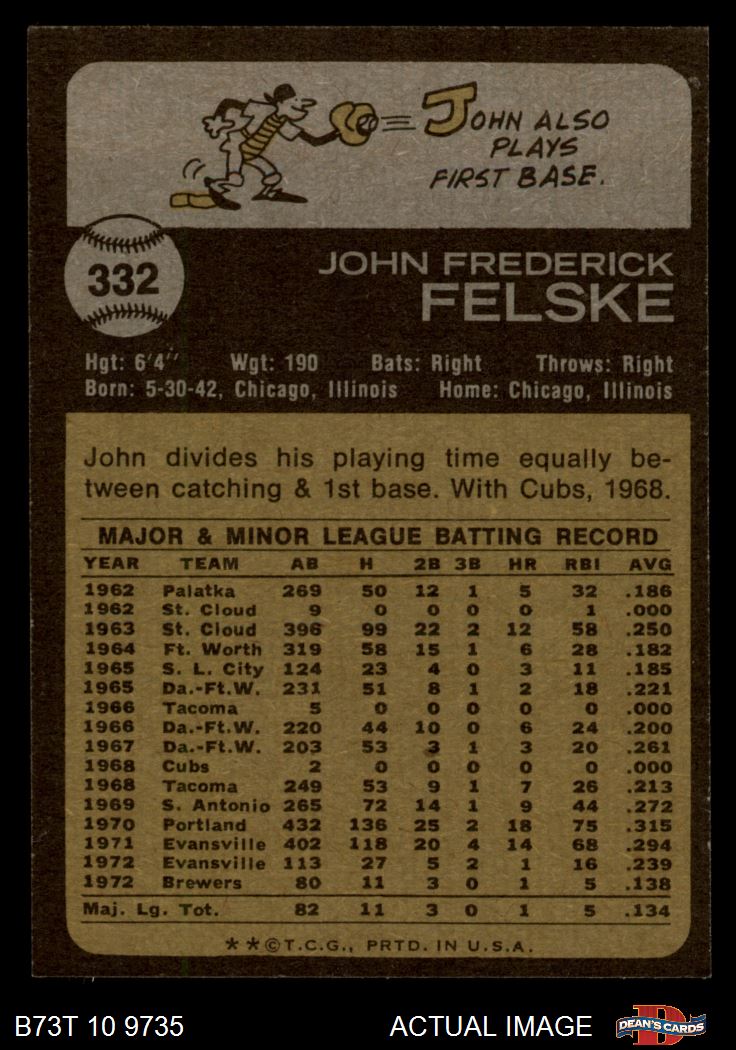 JOHN ALSO
PLAYS
FIRST BASE.
332
JOHN FREDERICK
FELSKE
Hgt: 6'4" Wgt: 190 Bats: Right Throws: Right
Born: 5-30-42, Chicago, Illinois Home: Chicago, Illinois
John divides his playing time equally be-
tween catching & 1st base. With Cubs, 1968.
MAJOR & MINOR LEAGUE BATTING RECORD
YEAR TEAM AB H 2B 3B HR RBI AVG
1962 Palatka 269 50 12 1 5 32 .186
1962 St. Cloud 9 0 0 0 0 1 .000
1963 St. Cloud 396 99 22 2 12 58 .250
1964 Ft. Worth 319 58 15 1 6 28 .182
1965 S. L. City 124 23 4 0 3 11 .185
1965 Da.-Ft.W. 231 51 8 1 2 18 .221
1966 Tacoma 5 0 0 0 0 0 .000
1966 Da.-Ft.W. 220 44 10 0 6 24 .200
1967 Da.-Ft.W. 203 53 3 1 3 20 .261
1968 Cubs 2 0 0 0 0 0 .000
1968 Tacoma 249 53 9 1 7 26 .213
1969 S. Antonio 265 72 14 1 9 44 .272
1970 Portland 432 136 25 2 18 75 .315
1971 Evansville 402 118 20 4 14 68 .294
1972 Evansville 113 27 5 2 1 16 .239
1972 Brewers 80 11 3 0 1 5 .138
Maj. Lg. Tot. 82 11 3 0 1 5 .134
**©T.C.G., PRTD. IN U.S.A.
B73T 10 9735 ACTUAL IMAGE D DEAN'S CARDS